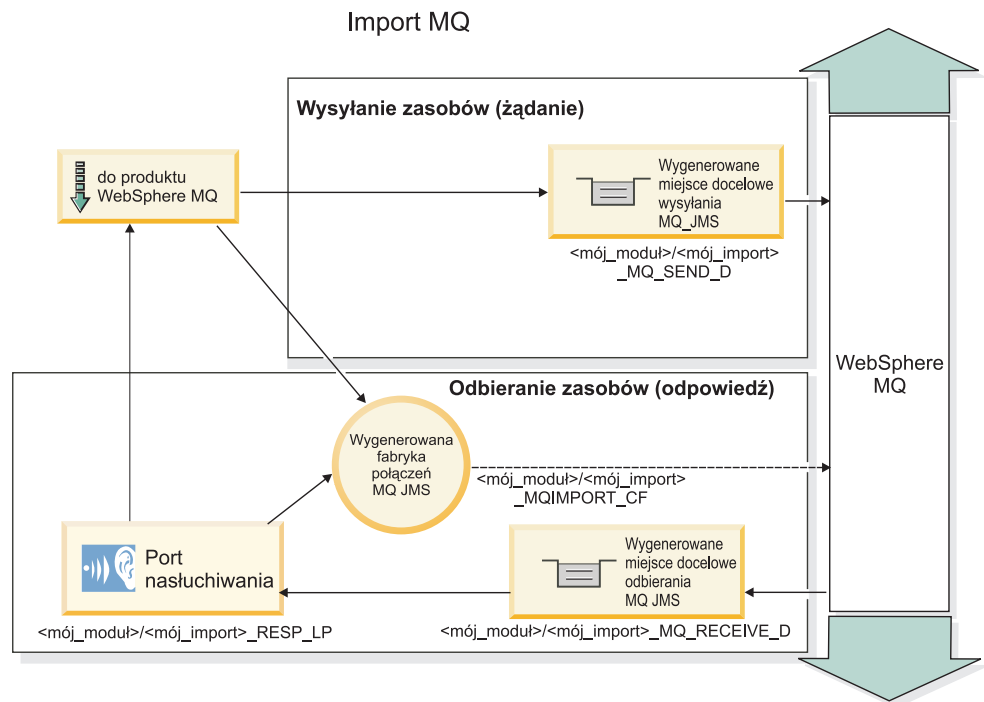 Import MQ
Wysyłanie zasobów (żądanie)
do produktu
WebSphere MQ
Wygenerowane
miejsce docelowe
wysyłania
MQ_JMS
<mój_moduł>/<mój_import>
_MQ_SEND_D
WebSphere
MQ
Odbieranie zasobów (odpowiedź)
Wygenerowana
fabryka
połączeń
MQ JMS
<mój_moduł>/<mój_import>
_MQIMPORT_CF
Port
nasłuchiwania
<mój_moduł>/<mój_import>_RESP_LP
Wygenerowane
miejsce docelowe
odbierania
MQ JMS
<mój_moduł>/<mój_import>_MQ_RECEIVE_D